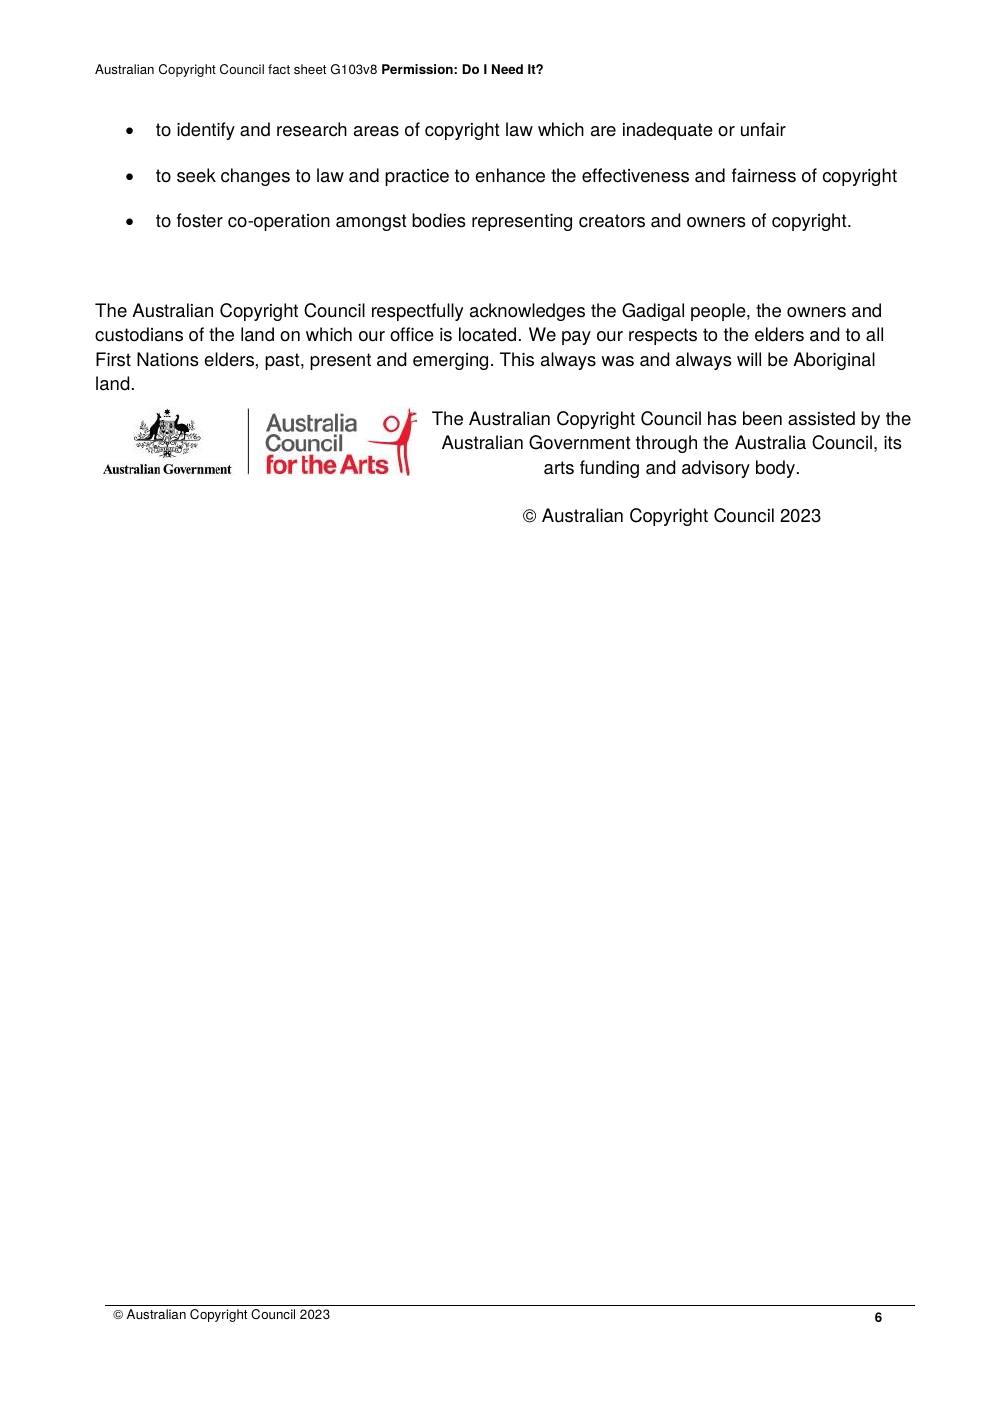 Australian Copyright Council fact sheet G103v8 Permission: Do I Need It?
• to identify and research areas of copyright law which are inadequate or unfair
• to seek changes to law and practice to enhance the effectiveness and fairness of copyright
• to foster co-operation amongst bodies representing creators and owners of copyright.
The Australian Copyright Council respectfully acknowledges the Gadigal people, the owners and
custodians of the land on which our office is located. We pay our respects to the elders and to all
First Nations elders, past, present and emerging. This always was and always will be Aboriginal
land.
Australian Government
Australia
Council
for the Arts
The Australian Copyright Council has been assisted by the
Australian Government through the Australia Council, its
arts funding and advisory body.
© Australian Copyright Council 2023
© Australian Copyright Council 2023
6